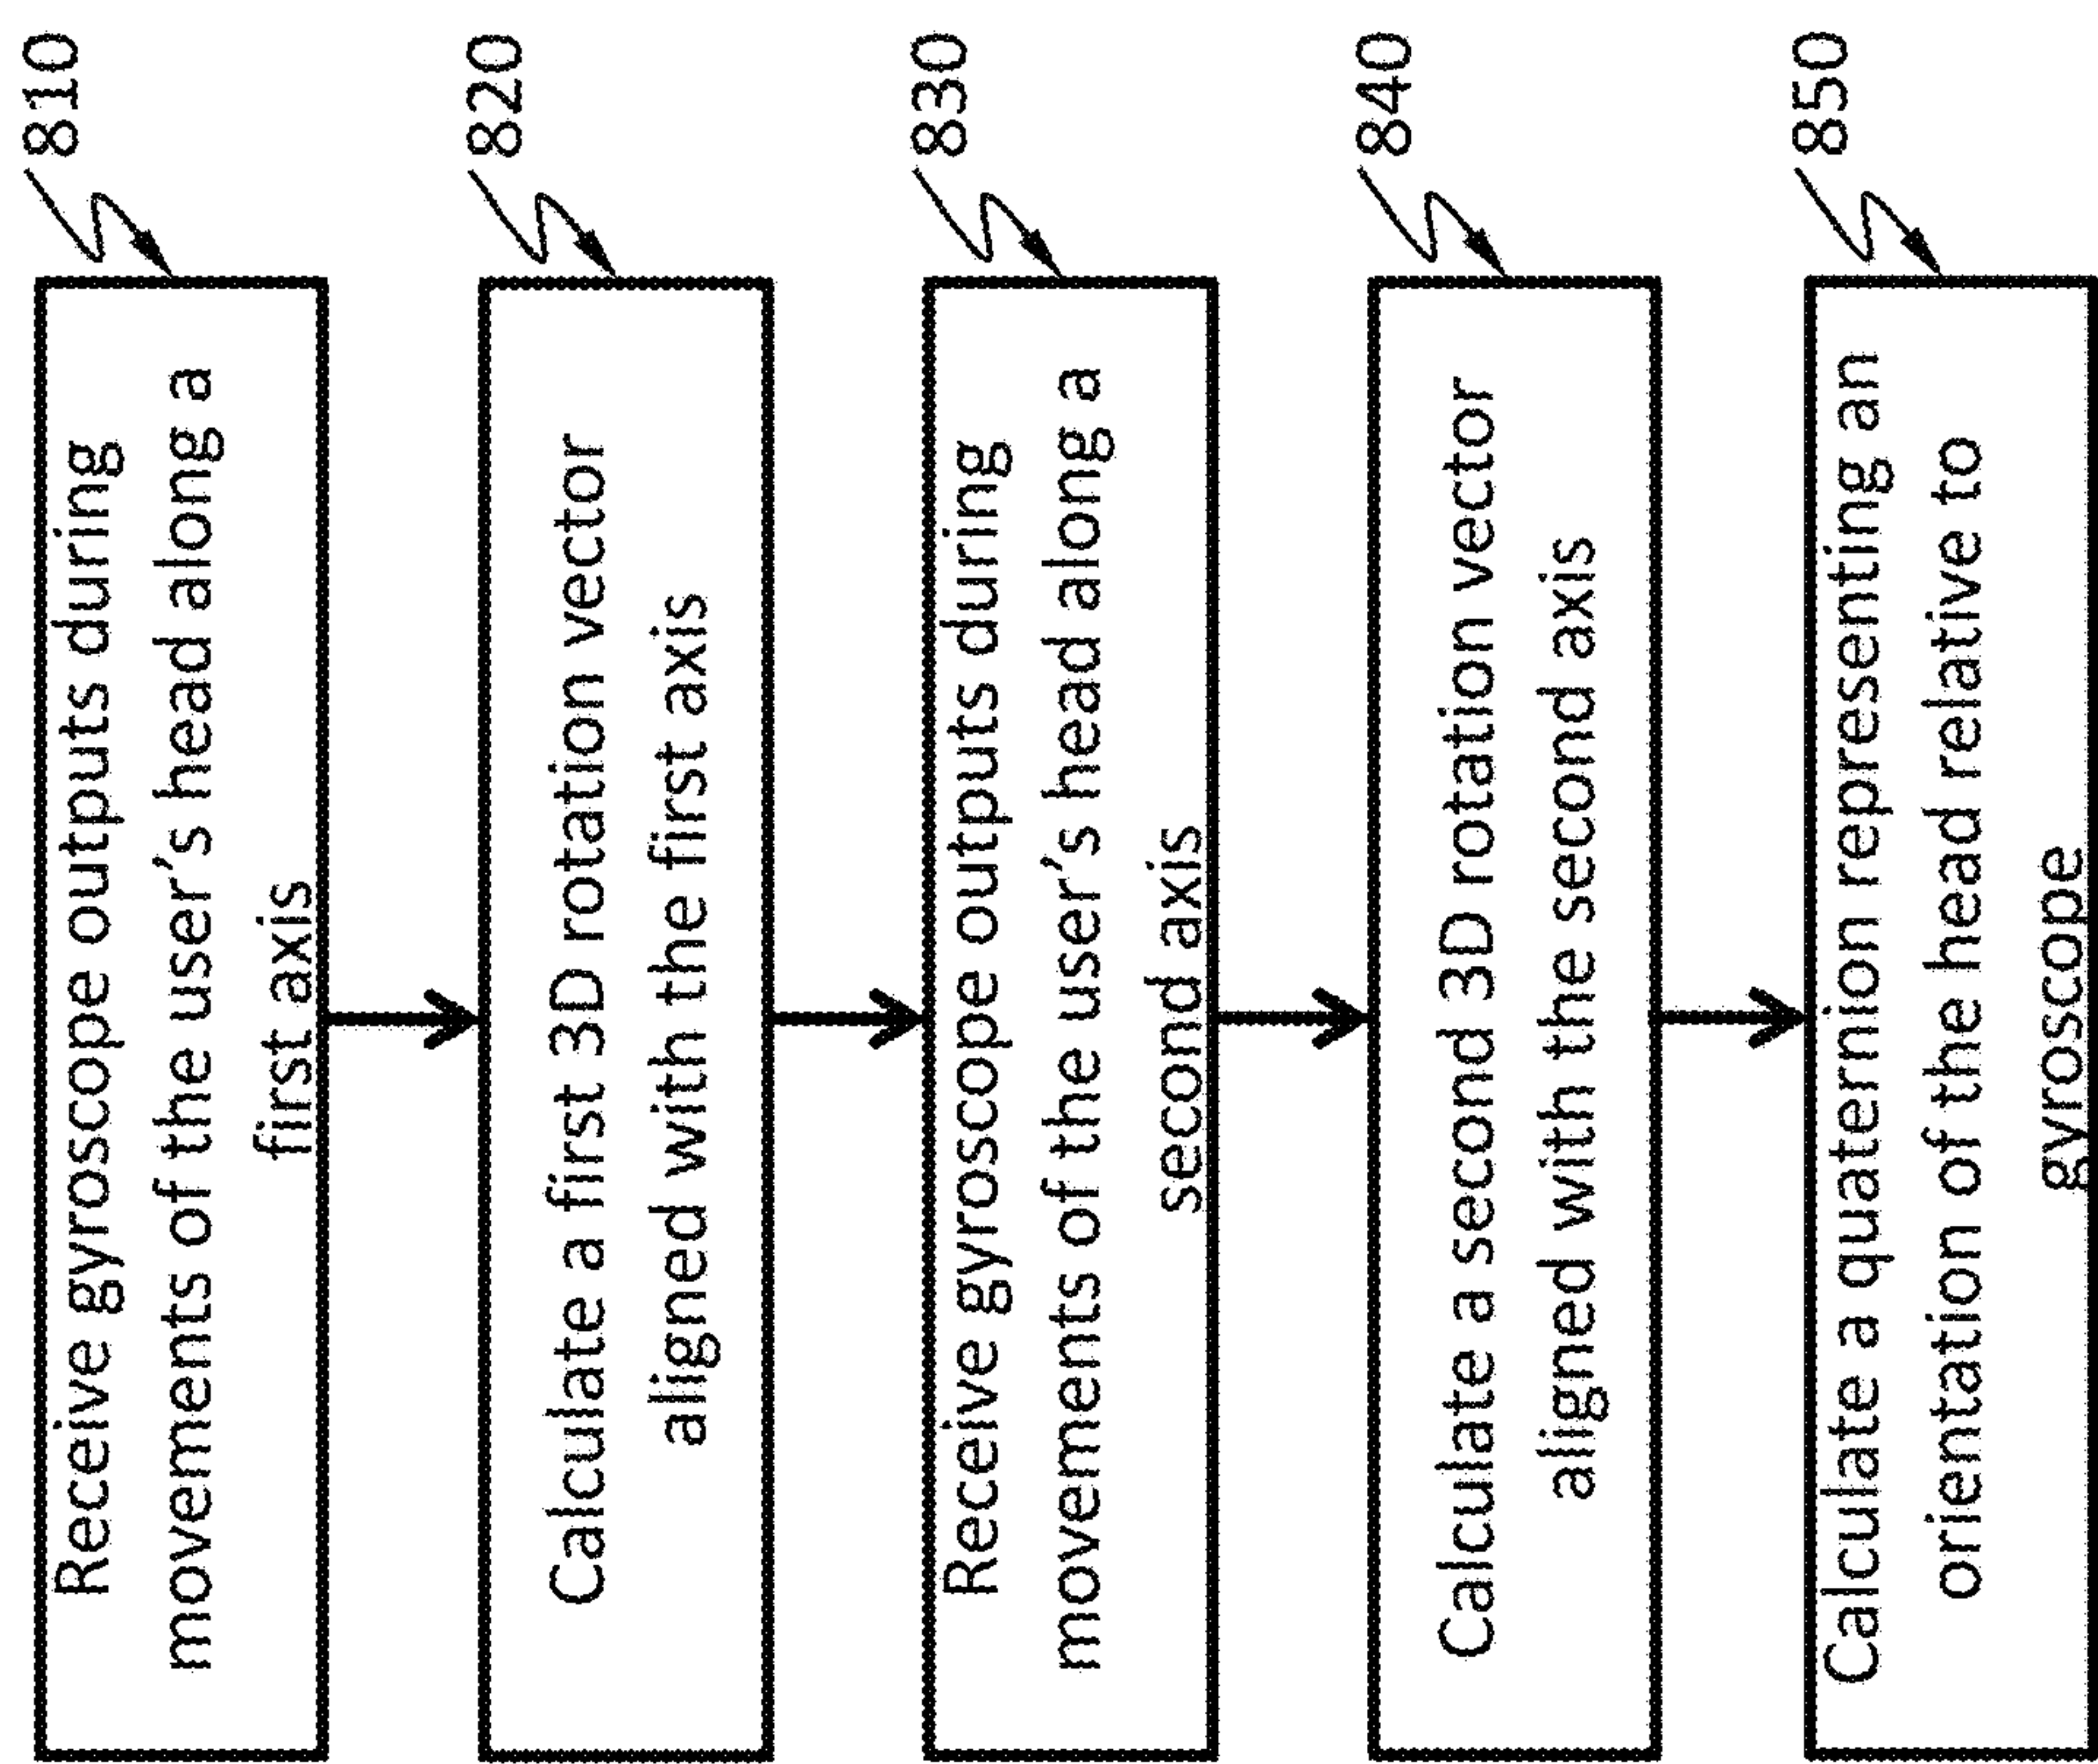 810
Receive gyroscope outputs during
movements of the user's head along a
first axis
820
Calculate a first 3D rotation vector
aligned with the first axis
830
Receive gyroscope outputs during
movements of the user's head along a
second axis
840
Calculate a second 3D rotation vector
aligned with the second axis
850
Calculate a quaternion representing an
orientation of the head relative to
gyroscope